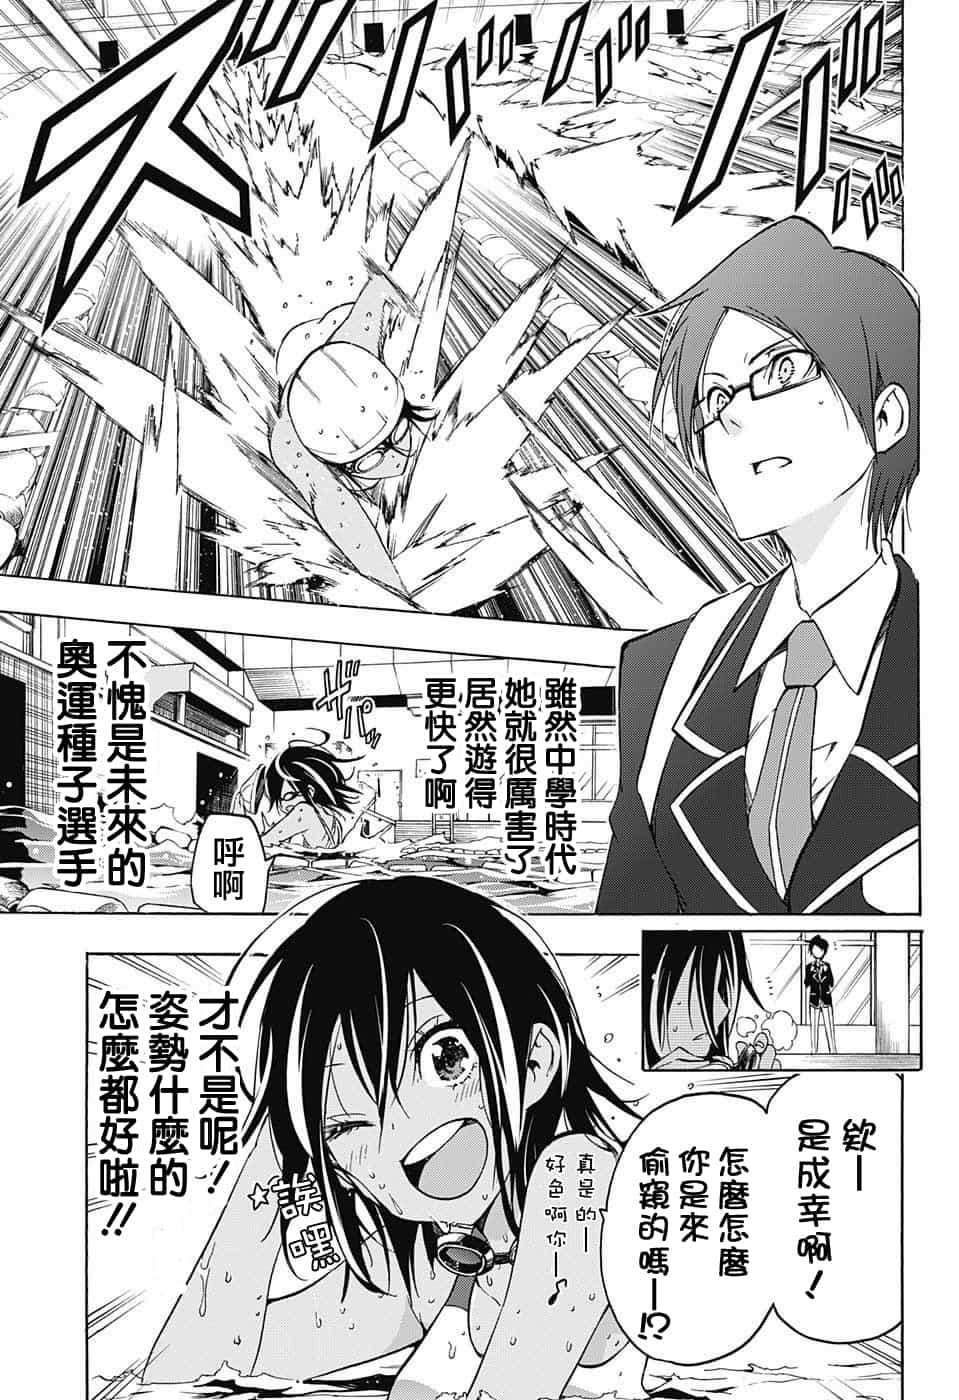 雖然中學時代
她就很厲害了
居然遊得
更快了啊
呼啊
不愧是未來的
奧運種子選手
欸—
是成幸啊！
怎麼怎麼
你是來
偷窺的嗎—!?
真是的—
好色啊你—♪
誒嘿
☆
才不是呢！
姿勢什麼的
怎麼都好啦!!